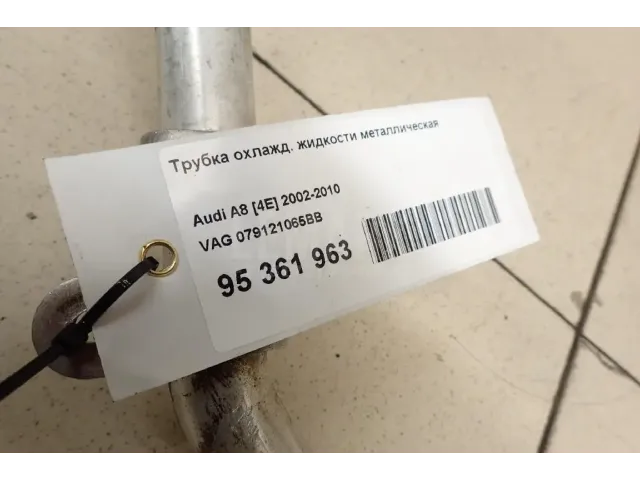 Трубка охлажд. жидкости металлическая
Audi A8 [4E] 2002-2010
VAG 079121065BB
95 361 963